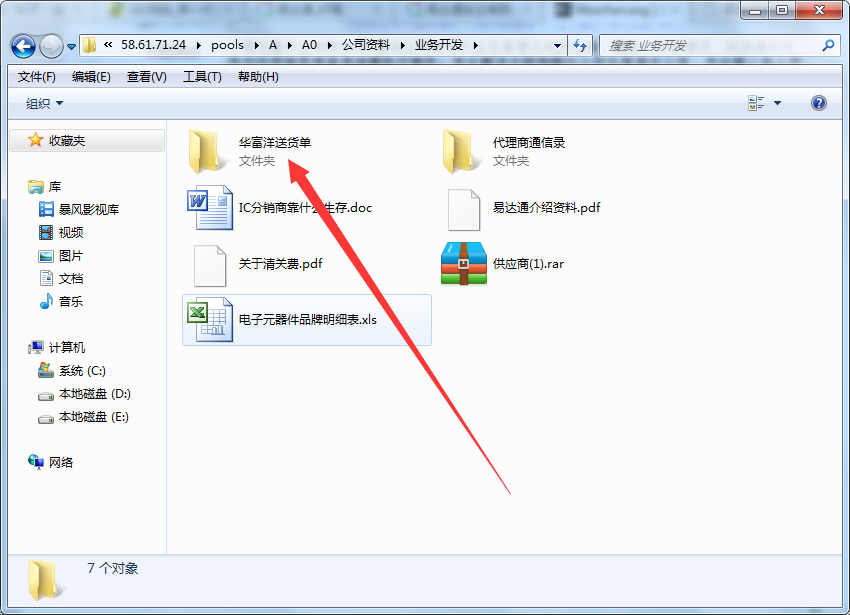 « 58.61.71.24 ▸ pools ▸ A ▸ A0 ▸ 公司资料 ▸ 业务开发 ▸
搜索 业务开发
文件(F) 编辑(E) 查看(V) 工具(T) 帮助(H)
组织
收藏夹
库
暴风影视库
视频
图片
文档
音乐
计算机
系统 (C:)
本地磁盘 (D:)
本地磁盘 (E:)
网络
华富洋送货单
文件夹
代理商通信录
文件夹
IC分销商靠什么生存.doc
易达通介绍资料.pdf
关于清关费.pdf
供应商(1).rar
电子元器件品牌明细表.xls
7 个对象